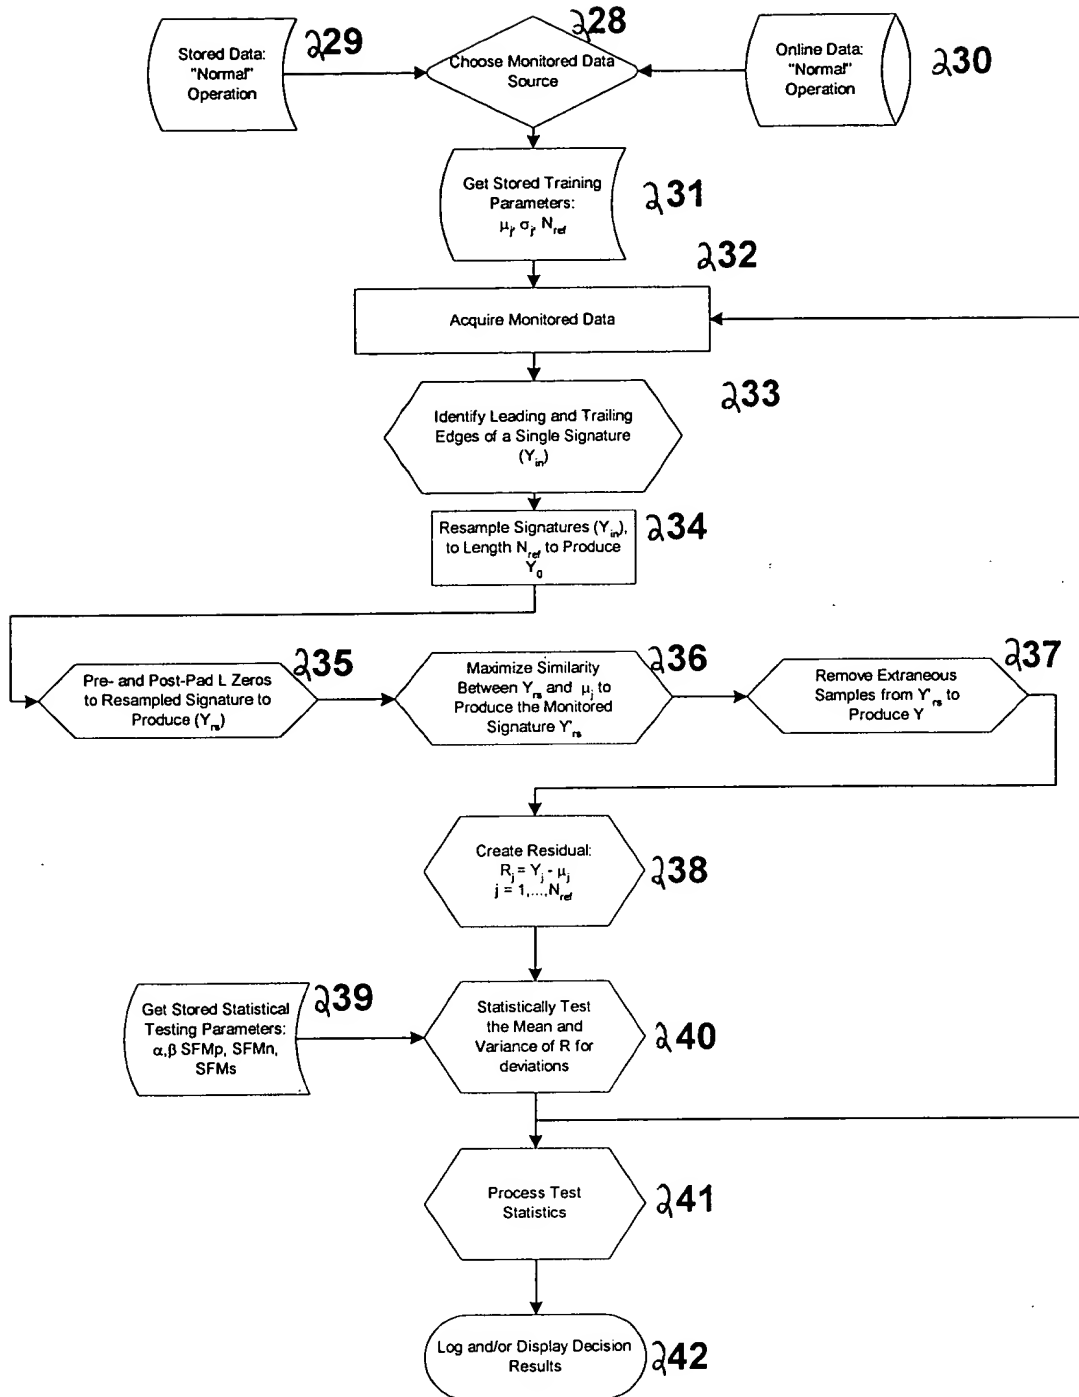 Stored Data:
"Normal"
Operation
229
228
Choose Monitored Data
Source
Online Data:
"Normal"
Operation
230
Get Stored Training
Parameters:
μj, σj, Nref
231
232
Acquire Monitored Data
233
Identify Leading and Trailing
Edges of a Single Signature
(Yin)
Resample Signatures (Yin),
to Length Nref to Produce
Y0
234
Pre- and Post-Pad L Zeros
to Resampled Signature to
Produce (Yrs)
235
Maximize Similarity
Between Yrs and μj to
Produce the Monitored
Signature Y'rs
236
Remove Extraneous
Samples from Y'rs to
Produce Y
237
Create Residual:
Rj = Yj - μj
j = 1,...,Nref
238
Get Stored Statistical
Testing Parameters:
α,β SFMp, SFMn,
SFMs
239
Statistically Test
the Mean and
Variance of R for
deviations
240
Process Test
Statistics
241
Log and/or Display Decision
Results
242